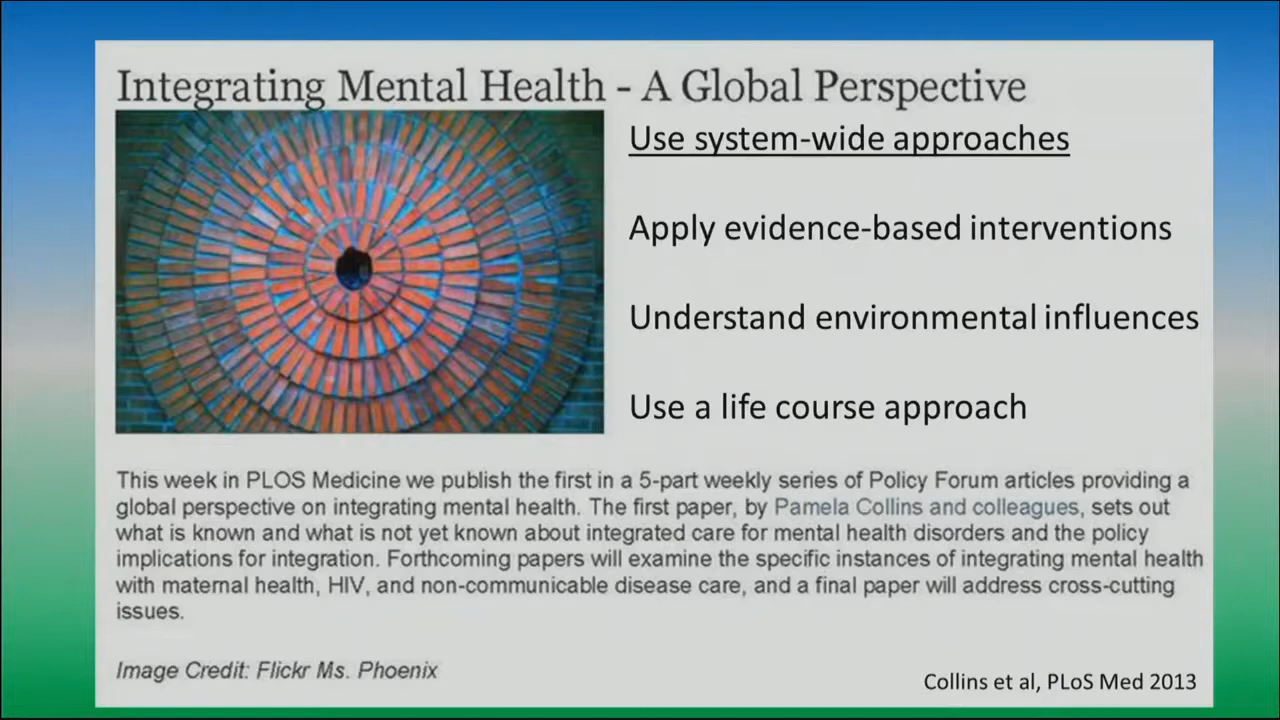 Integrating Mental Health - A Global Perspective
Use system-wide approaches
Apply evidence-based interventions
Understand environmental influences
Use a life course approach
This week in PLOS Medicine we publish the first in a 5-part weekly series of Policy Forum articles providing a
global perspective on integrating mental health. The first paper, by Pamela Collins and colleagues, sets out
what is known and what is not yet known about integrated care for mental health disorders and the policy
implications for integration. Forthcoming papers will examine the specific instances of integrating mental health
with maternal health, HIV, and non-communicable disease care, and a final paper will address cross-cutting
issues.
Image Credit: Flickr Ms. Phoenix
Collins et al, PLoS Med 2013